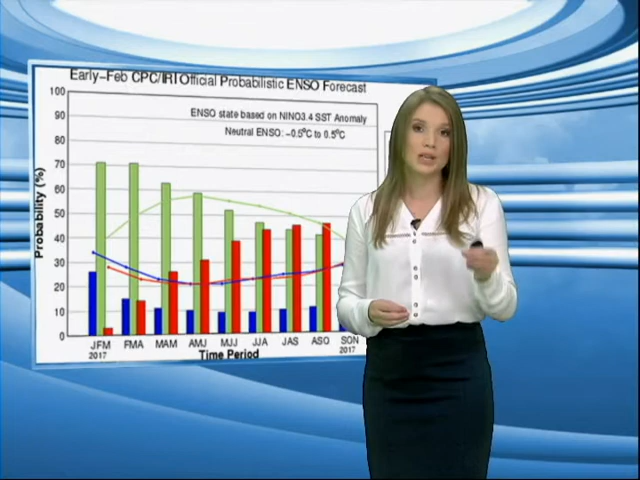 Early-Feb CPC/IRI Official Probabilistic ENSO Forecast
ENSO state based on NINO3.4 SST Anomaly
Neutral ENSO: -0.5°C to 0.5°C
Probability (%)
100
90
80
70
60
50
40
30
20
10
0
JFM FMA MAM AMJ MJJ JJA JAS ASO SON
2017 2017
Time Period